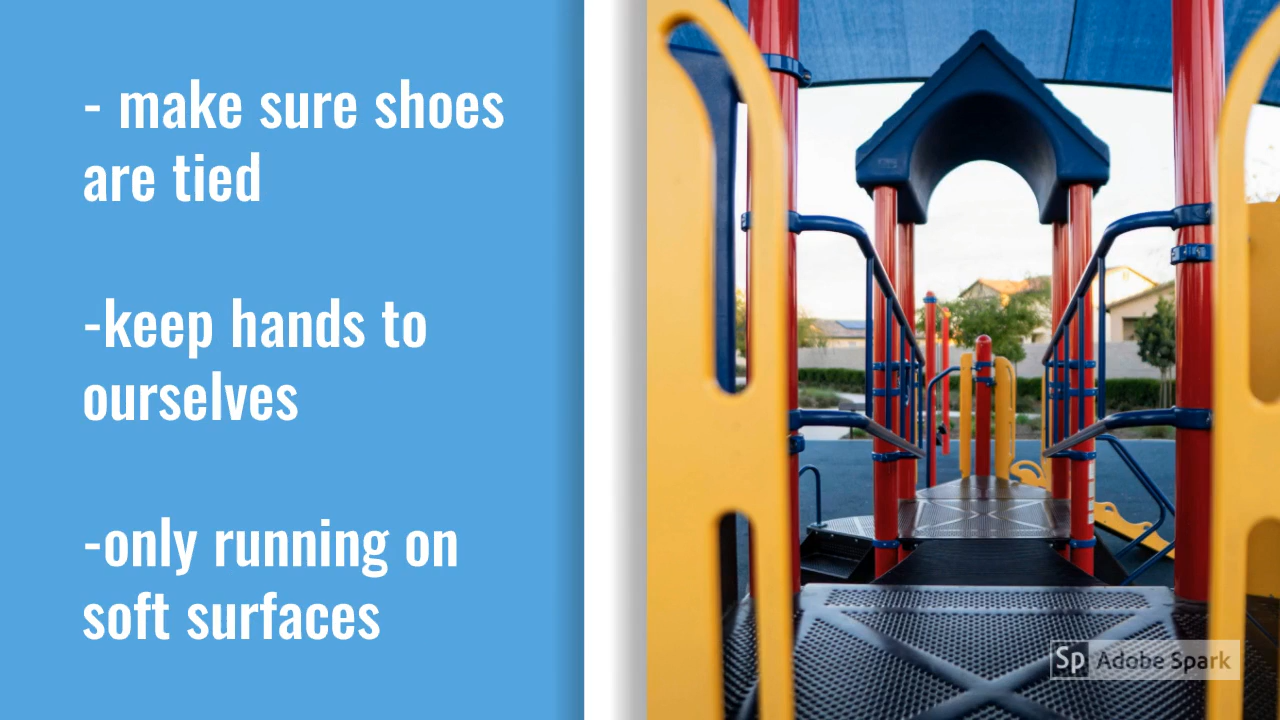 - make sure shoes
are tied
-keep hands to
ourselves
-only running on
soft surfaces
Sp Adobe Spark